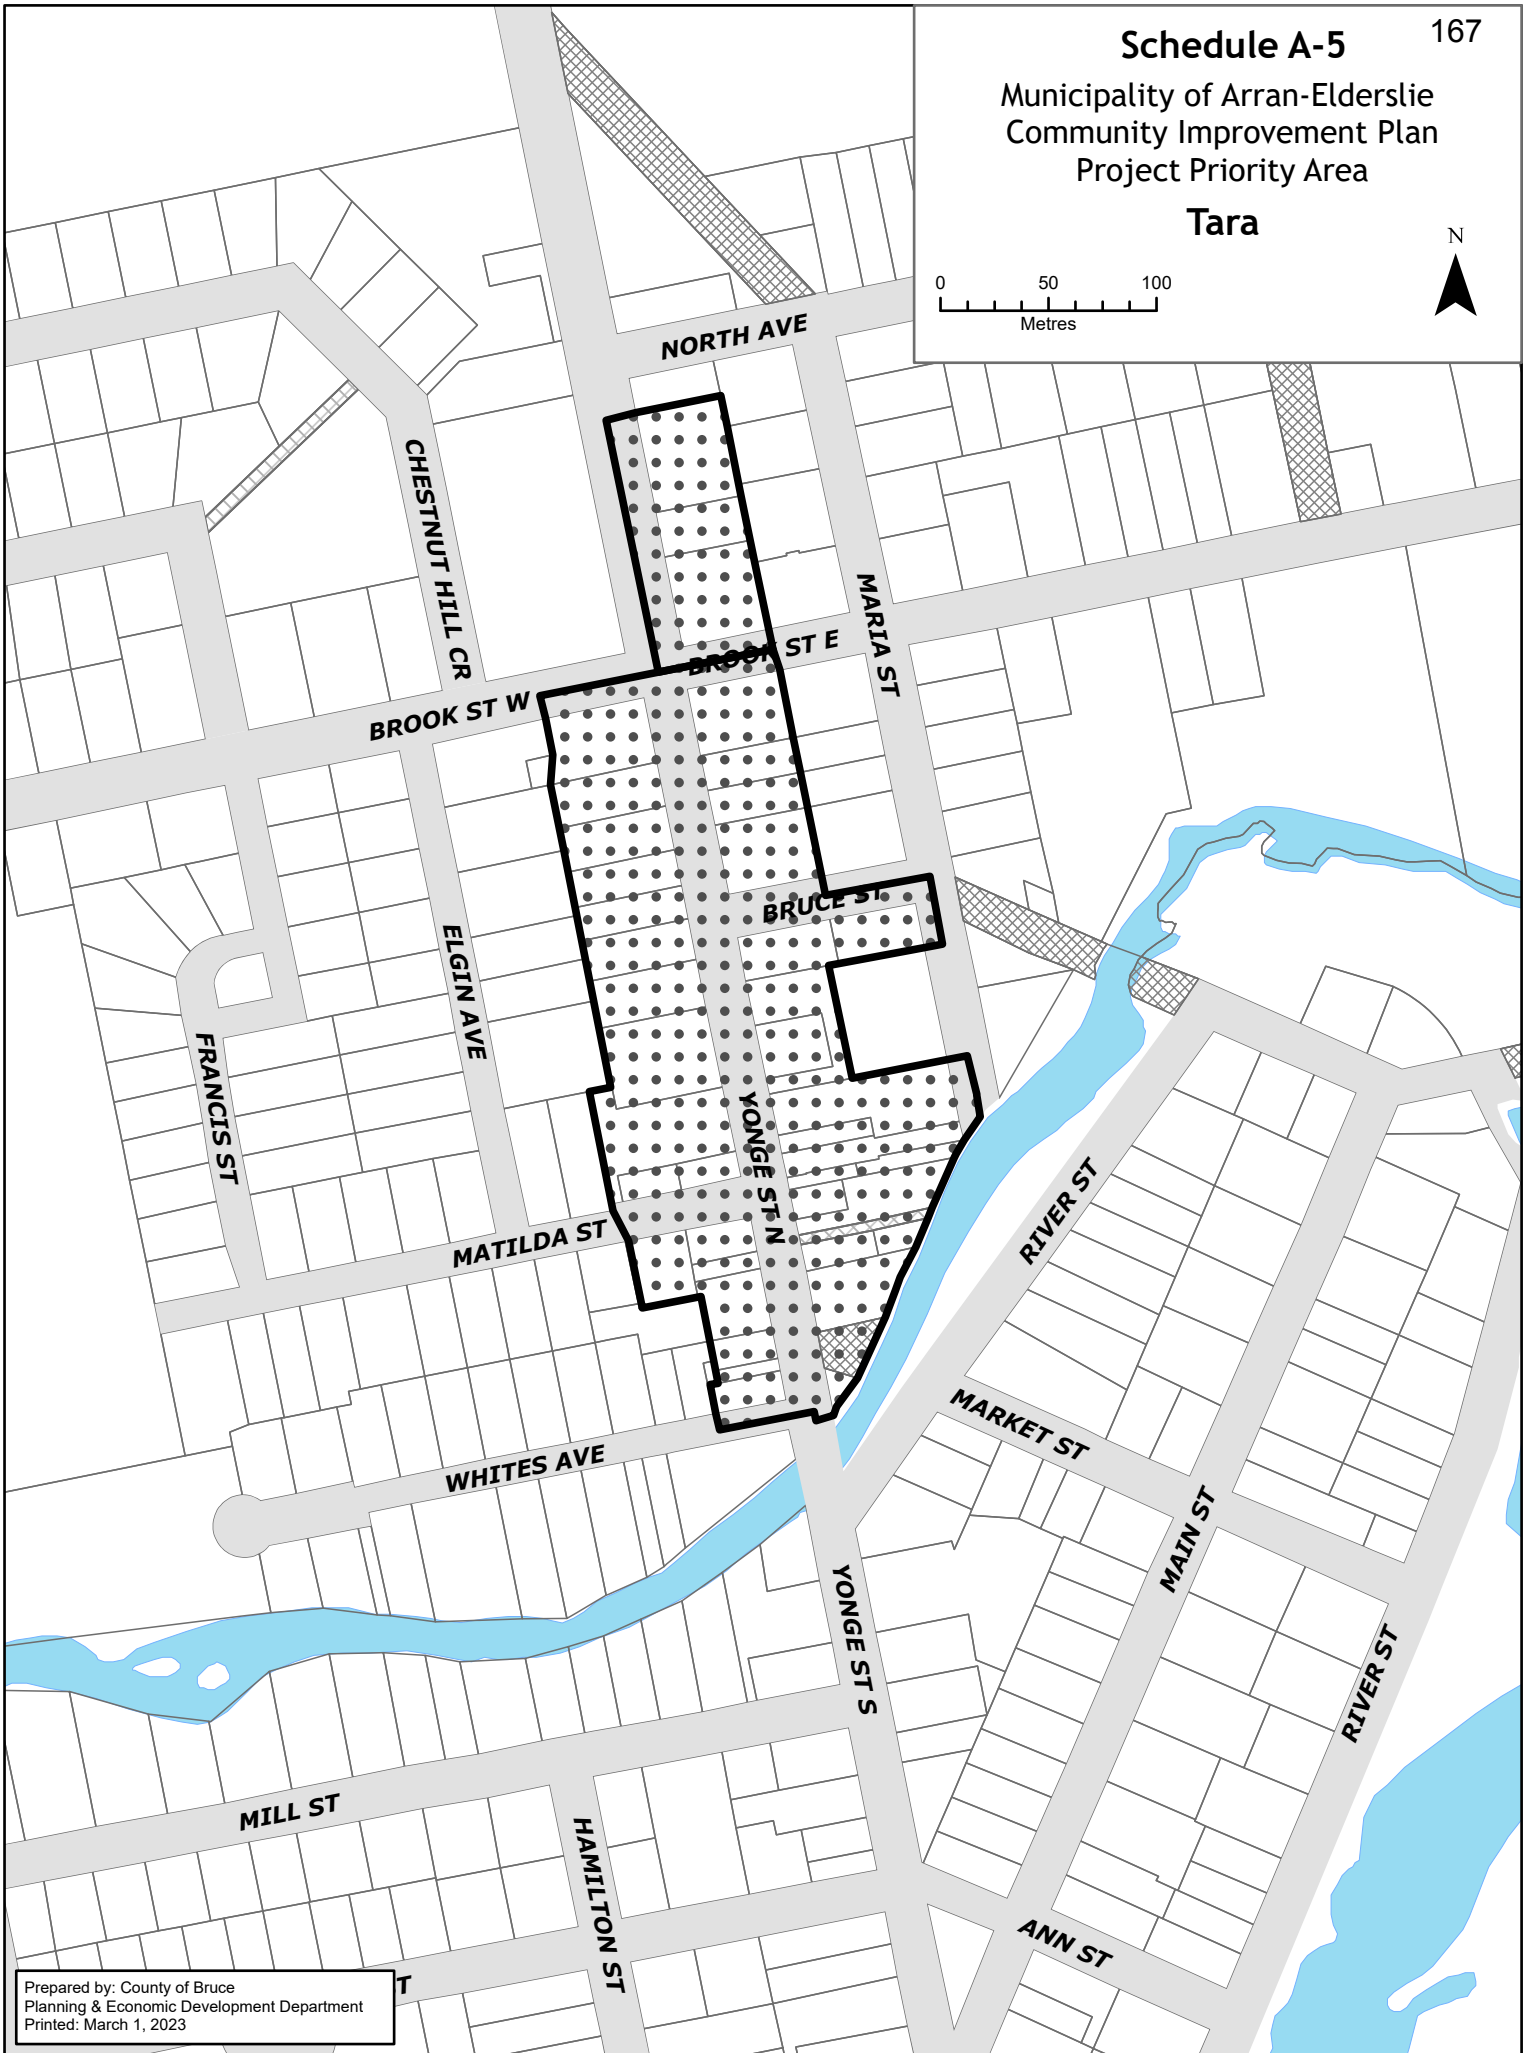 167
Schedule A-5
Municipality of Arran-Elderslie
Community Improvement Plan
Project Priority Area
Tara
N
0 50 100
Metres
NORTH AVE
CHESTNUT HILL CR
MARIA ST
BROOK ST E
BROOK ST W
BRUCE ST
ELGIN AVE
FRANCIS ST
YONGE ST N
MATILDA ST
RIVER ST
MARKET ST
WHITES AVE
MAIN ST
YONGE ST S
RIVER ST
MILL ST
HAMILTON ST
ANN ST
T
Prepared by: County of Bruce
Planning & Economic Development Department
Printed: March 1, 2023